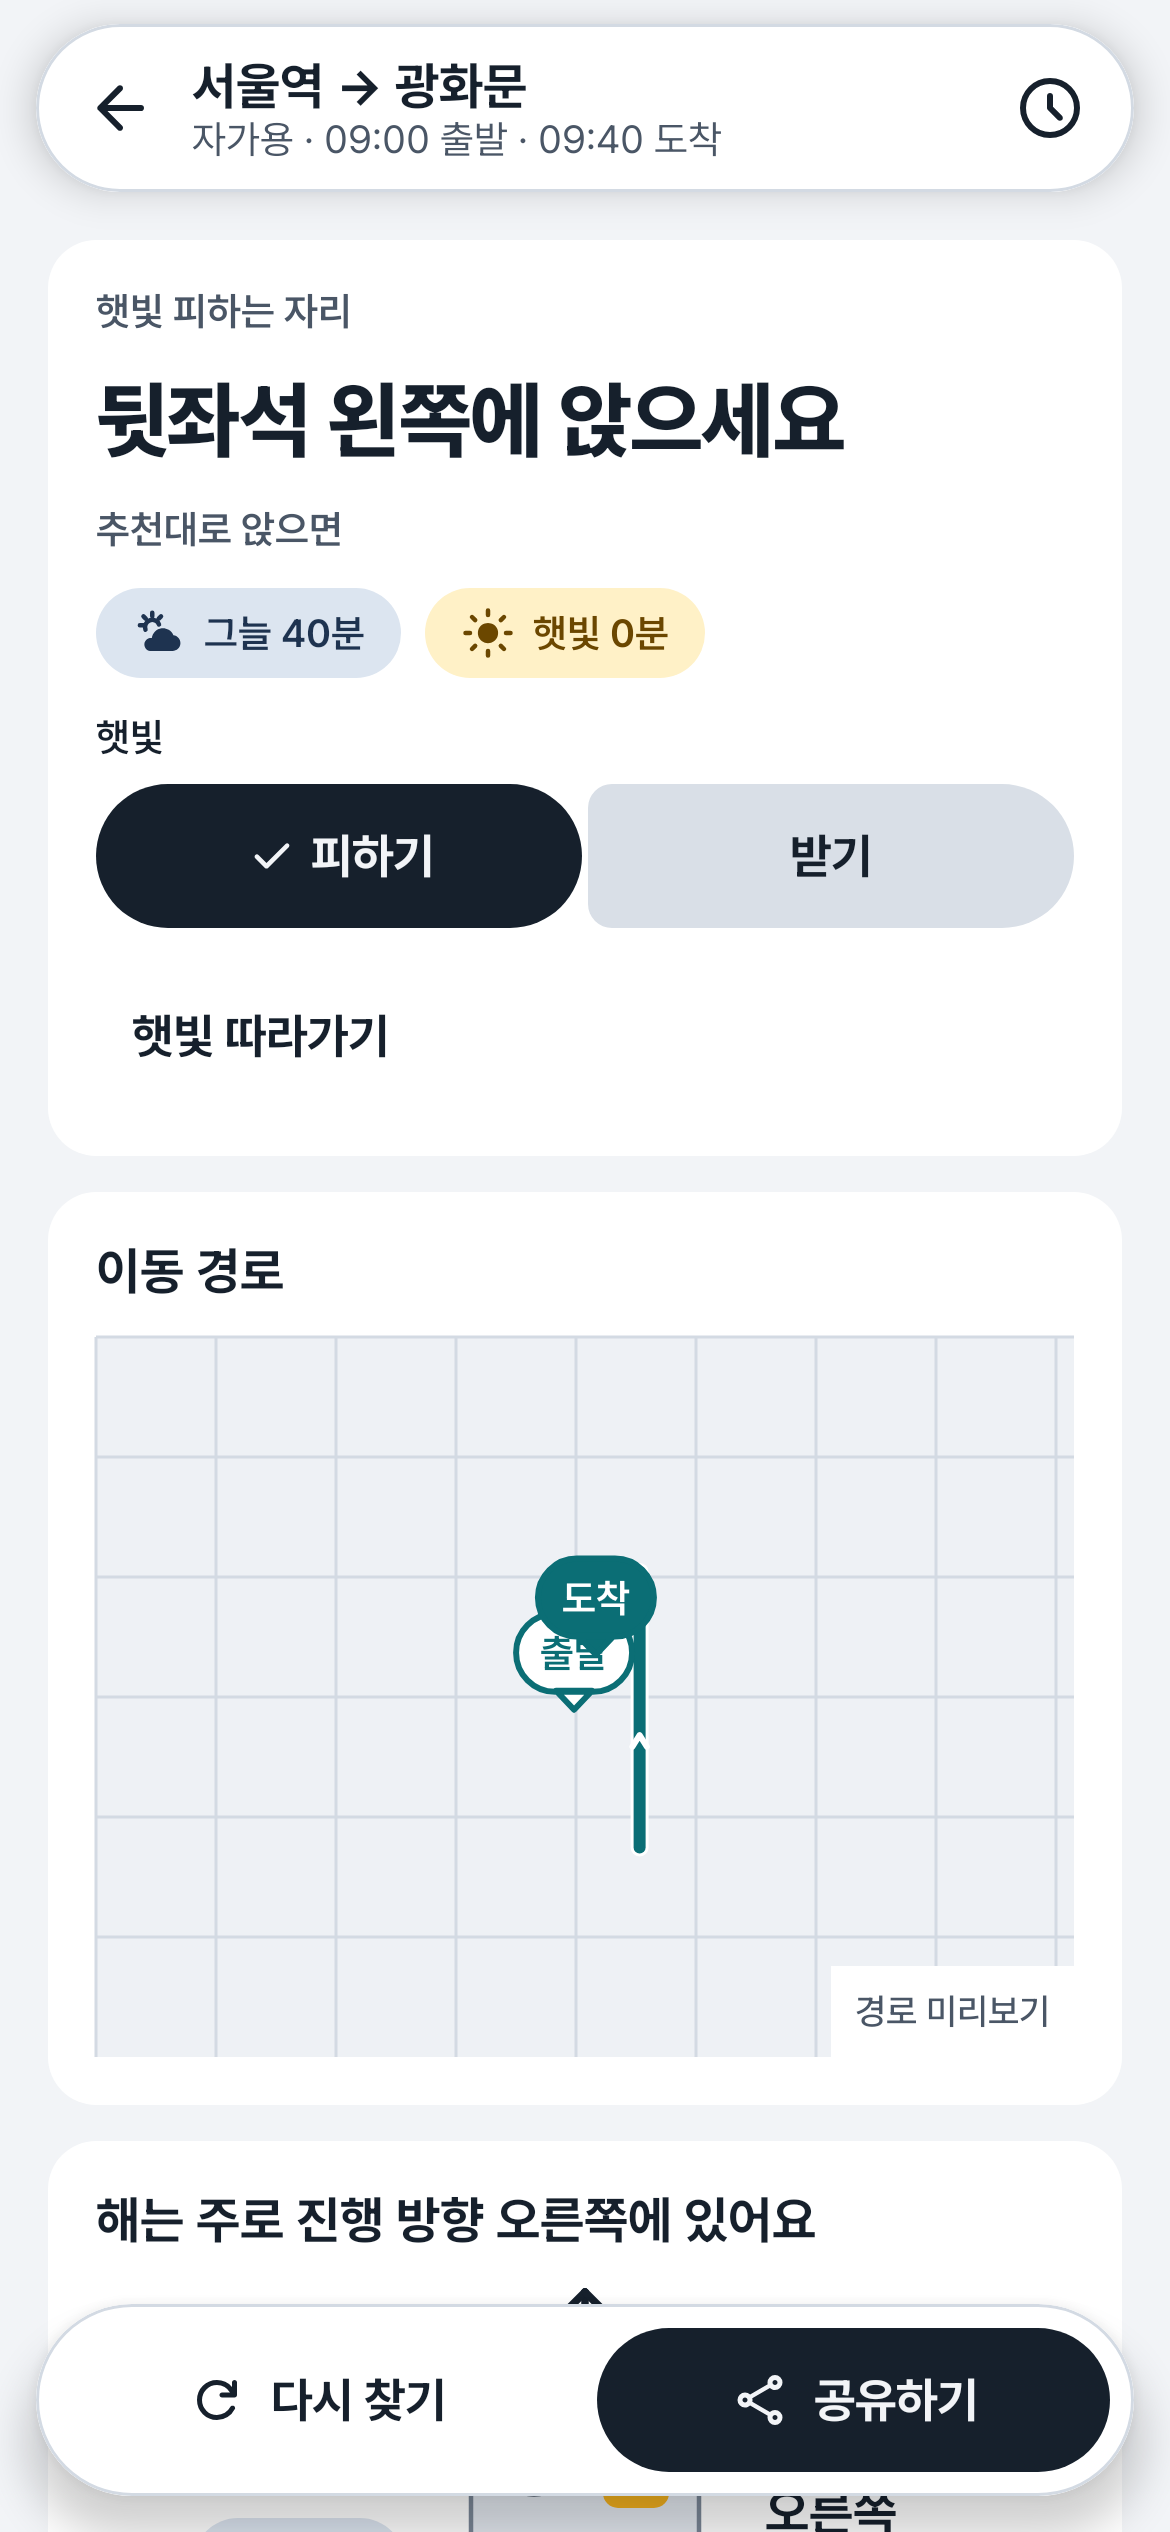 서울역 → 광화문
자가용 · 09:00 출발 · 09:40 도착
햇빛 피하는 자리
뒷좌석 왼쪽에 앉으세요
추천대로 앉으면
그늘 40분
햇빛 0분
햇빛
피하기
받기
햇빛 따라가기
이동 경로
도착
출발
경로 미리보기
해는 주로 진행 방향 오른쪽에 있어요
다시 찾기
공유하기
오른쪽